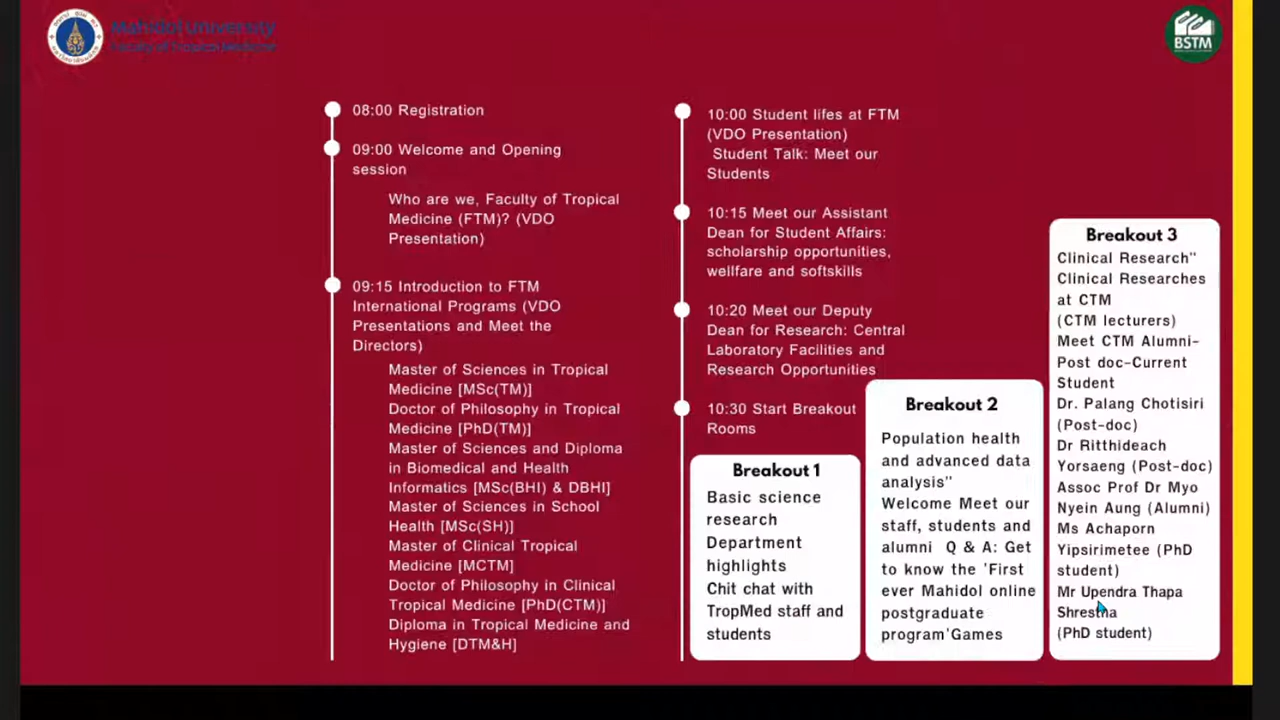 Mahidol University
Faculty of Tropical Medicine
BSTM
08:00 Registration
09:00 Welcome and Opening
session
Who are we, Faculty of Tropical
Medicine (FTM)? (VDO
Presentation)
09:15 Introduction to FTM
International Programs (VDO
Presentations and Meet the
Directors)
Master of Sciences in Tropical
Medicine [MSc(TM)]
Doctor of Philosophy in Tropical
Medicine [PhD(TM)]
Master of Sciences and Diploma
in Biomedical and Health
Informatics [MSc(BHI) & DBHI]
Master of Sciences in School
Health [MSc(SH)]
Master of Clinical Tropical
Medicine [MCTM]
Doctor of Philosophy in Clinical
Tropical Medicine [PhD(CTM)]
Diploma in Tropical Medicine and
Hygiene [DTM&H]
10:00 Student lifes at FTM
(VDO Presentation)
Student Talk: Meet our
Students
10:15 Meet our Assistant
Dean for Student Affairs:
scholarship opportunities,
wellfare and softskills
10:20 Meet our Deputy
Dean for Research: Central
Laboratory Facilities and
Research Opportunities
10:30 Start Breakout
Rooms
Breakout 1
Basic science
research
Department
highlights
Chit chat with
TropMed staff and
students
Breakout 2
Population health
and advanced data
analysis"
Welcome Meet our
staff, students and
alumni Q & A: Get
to know the 'First
ever Mahidol online
postgraduate
program'Games
Breakout 3
Clinical Research"
Clinical Researches
at CTM
(CTM lecturers)
Meet CTM Alumni-
Post doc-Current
Student
Dr. Palang Chotisiri
(Post-doc)
Dr Ritthideach
Yorsaeng (Post-doc)
Assoc Prof Dr Myo
Nyein Aung (Alumni)
Ms Achaporn
Yipsirimetee (PhD
student)
Mr Upendra Thapa
Shrestha
(PhD student)